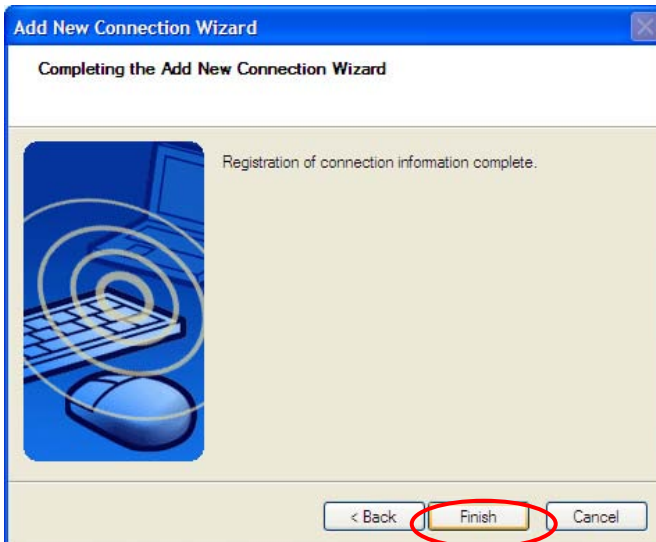 Add New Connection Wizard
Completing the Add New Connection Wizard
Registration of connection information complete.
< Back Finish Cancel